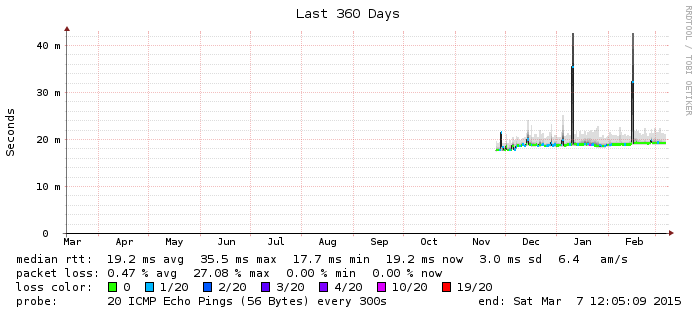 Last 360 Days
RRDTOOL / TOBI OETIKER
Seconds
40 m
30 m
20 m
10 m
0
Mar Apr May Jun Jul Aug Sep Oct Nov Dec Jan Feb
median rtt: 19.2 ms avg 35.5 ms max 17.7 ms min 19.2 ms now 3.0 ms sd 6.4 am/s
packet loss: 0.47 % avg 27.08 % max 0.00 % min 0.00 % now
loss color: 0 1/20 2/20 3/20 4/20 10/20 19/20
probe: 20 ICMP Echo Pings (56 Bytes) every 300s end: Sat Mar 7 12:05:09 2015